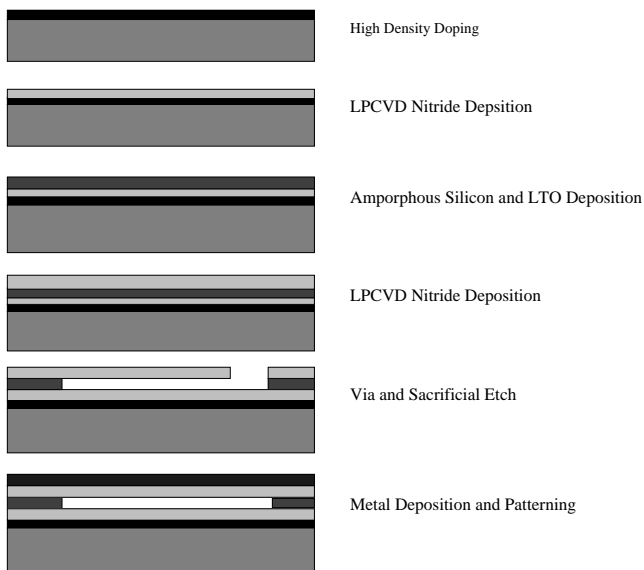 High Density Doping
LPCVD Nitride Depsition
Amporphous Silicon and LTO Deposition
LPCVD Nitride Deposition
Via and Sacrificial Etch
Metal Deposition and Patterning